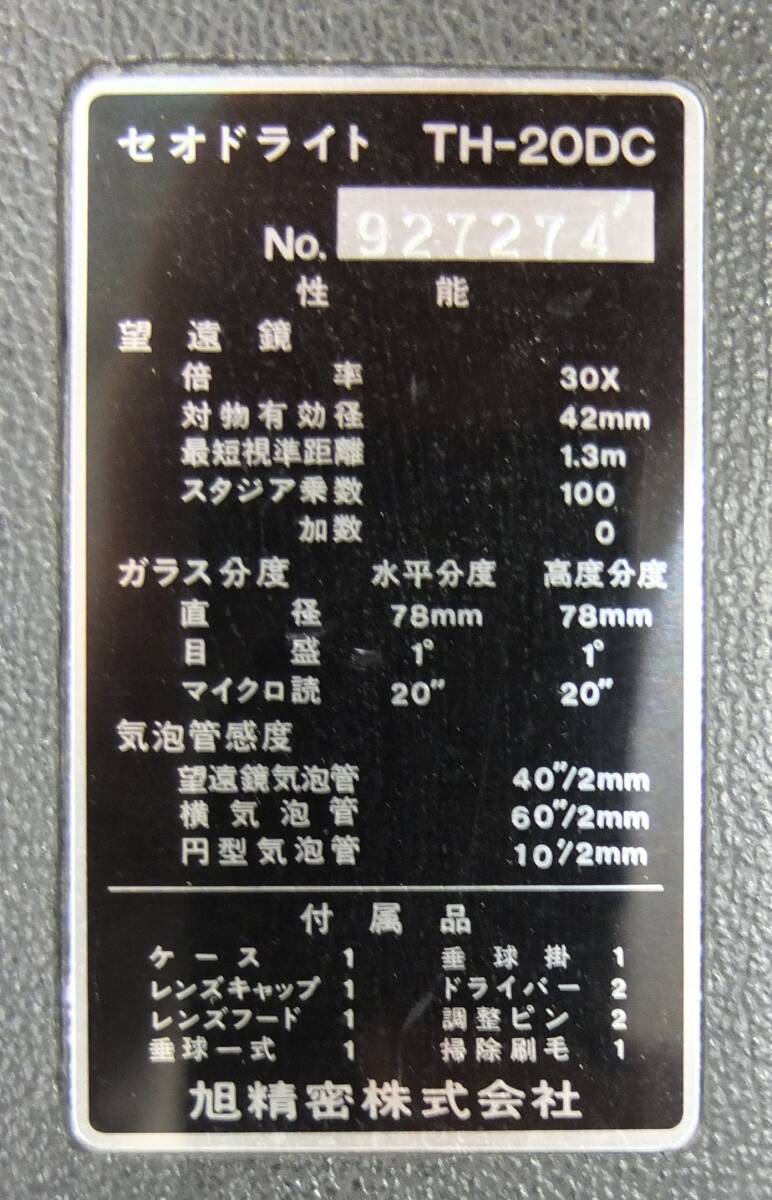 セオドライト TH-20DC
No. 927274
性 能
望遠鏡
倍率 30X
対物有効径 42mm
最短視準距離 1.3m
スタジア乗数 100
加数 0
ガラス分度 水平分度 高度分度
直径 78mm 78mm
目盛 1° 1°
マイクロ読 20″ 20″
気泡管感度
望遠鏡気泡管 40″/2mm
横気泡管 60″/2mm
円型気泡管 10′/2mm
付属品
ケース 1 垂球掛 1
レンズキャップ 1 ドライバー 2
レンズフード 1 調整ピン 2
垂球一式 1 掃除刷毛 1
旭精密株式会社